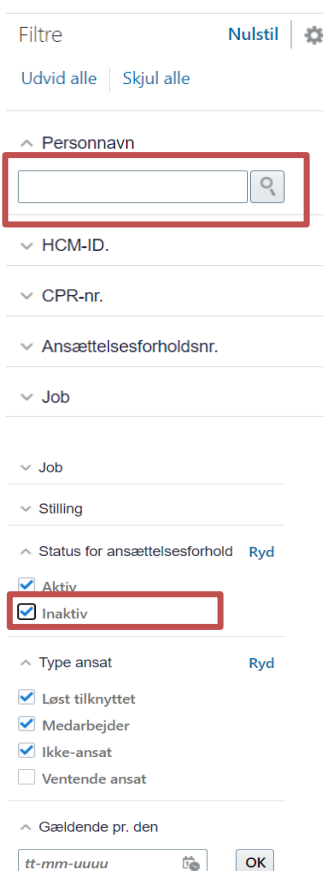 Filtre Nulstil
Udvid alle Skjul alle
Personnavn
HCM-ID.
CPR-nr.
Ansættelsesforholdsnr.
Job
Job
Stilling
Status for ansættelsesforhold Ryd
Aktiv
Inaktiv
Type ansat Ryd
Løst tilknyttet
Medarbejder
Ikke-ansat
Ventende ansat
Gældende pr. den
tt-mm-uuuu OK